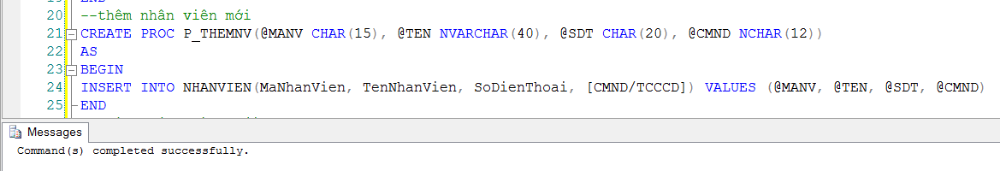 20 --thêm nhân viên mới
21 CREATE PROC P_THEMNV(@MANV CHAR(15), @TEN NVARCHAR(40), @SDT CHAR(20), @CMND NCHAR(12))
22 AS
23 BEGIN
24 INSERT INTO NHANVIEN(MaNhanVien, TenNhanVien, SoDienThoai, [CMND/TCCCD]) VALUES (@MANV, @TEN, @SDT, @CMND)
25 END
Messages
Command(s) completed successfully.